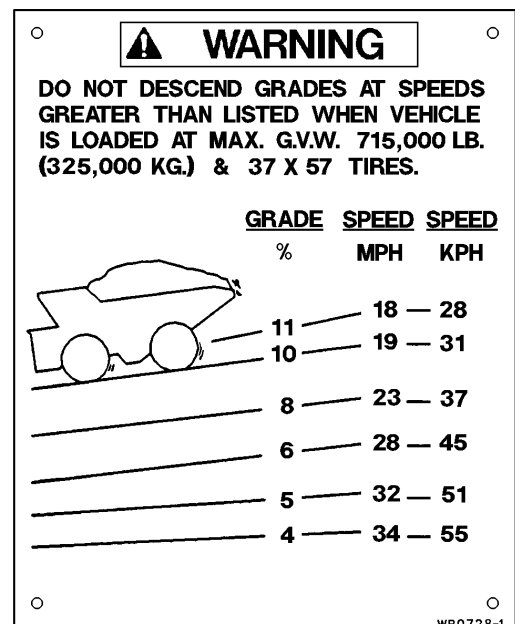 WARNING
DO NOT DESCEND GRADES AT SPEEDS
GREATER THAN LISTED WHEN VEHICLE
IS LOADED AT MAX. G.V.W. 715,000 LB.
(325,000 KG.) & 37 X 57 TIRES.
GRADE SPEED SPEED
% MPH KPH
11 18 — 28
10 19 — 31
8 23 — 37
6 28 — 45
5 32 — 51
4 34 — 55
WB0728-1